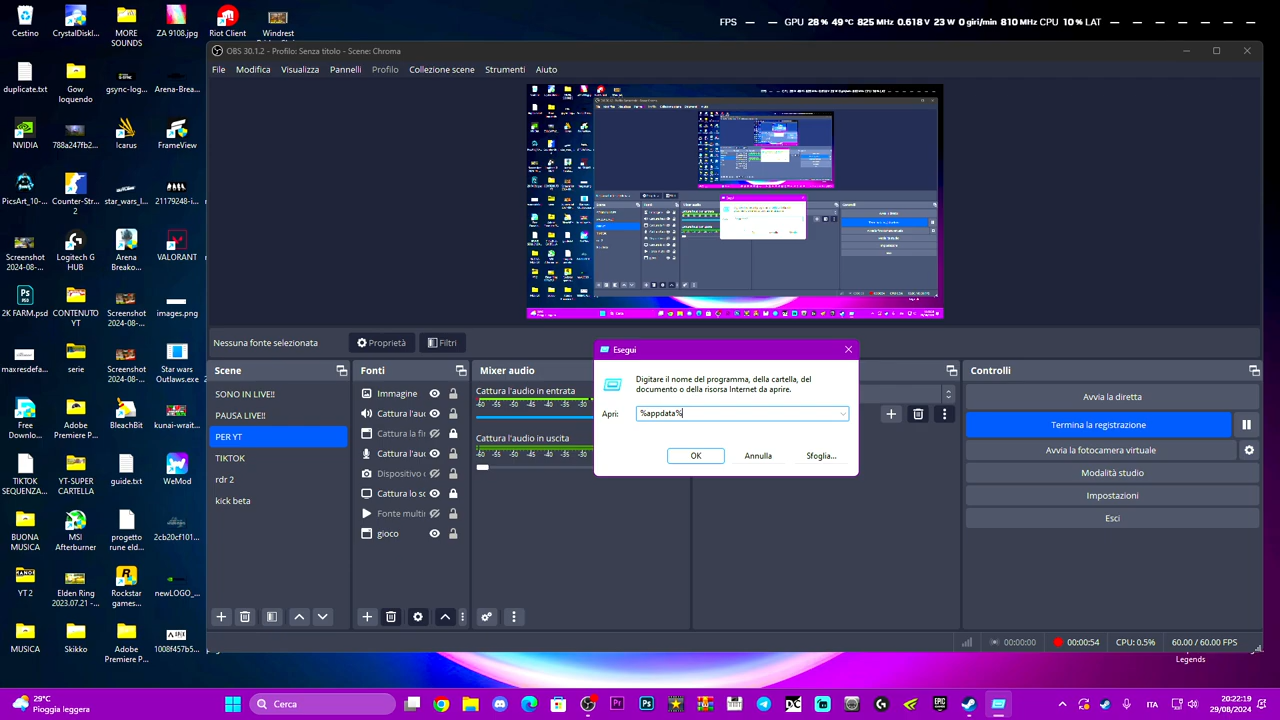 FPS — — GPU 28 % 49 °C 825 MHz 0.618 V 23 W 0 giri/min 810 MHz CPU 10 % LAT — —
Cestino
CrystalDiskI...
MORE SOUNDS
ZA 9108.jpg
Riot Client
Windrest
duplicate.txt
Gow loquendo
gsync-log...
Arena-Brea...
NVIDIA
788a247fb2...
Icarus
FrameView
PicsArt_10-...
Counter-Strike 2
star_wars_l...
21179248-i...
Screenshot 2024-08-...
Logitech G HUB
Arena Breako...
VALORANT
2K FARM.psd
CONTENUTO YT
Screenshot 2024-08-...
images.png
maxresdefa...
serie
Screenshot 2024-08-...
Star wars Outlaws.exe
Free Downlo...
Adobe Premiere P...
BleachBit
kunai-wait...
TIKTOK SEQUENZA...
YT-SUPER CARTELLA
guide.txt
WeMod
BUONA MUSICA
MSI Afterburner
progetto rune eld...
2cb20cf101...
YT 2
Elden Ring 2023.07.21 -...
Rockstar games...
newLOGO_...
MUSICA
Skikko
Adobe Premiere P...
1008f457b5...
OBS 30.1.2 - Profilo: Senza titolo - Scene: Chroma
File Modifica Visualizza Pannelli Profilo Collezione scene Strumenti Aiuto
Nessuna fonte selezionata
Proprietà
Filtri
Scene
SONO IN LIVE!!
PAUSA LIVE!!
PER YT
TIKTOK
rdr 2
kick beta
Fonti
Immagine
Cattura l'au
Cattura la fi
Cattura l'au
Dispositivo c
Cattura lo sc
Fonte multi
gioco
Mixer audio
Cattura l'audio in entrata
Cattura l'audio in uscita
Esegui
Digitare il nome del programma, della cartella, del
documento o della risorsa Internet da aprire.
Apri: %appdata%
OK Annulla Sfoglia...
Controlli
Avvia la diretta
Termina la registrazione
Avvia la fotocamera virtuale
Modalità studio
Impostazioni
Esci
00:00:00 00:00:54 CPU: 0.5% 60.00 / 60.00 FPS
Legends
29°C
Pioggia leggera
Cerca
ITA
20:22:19
29/08/2024